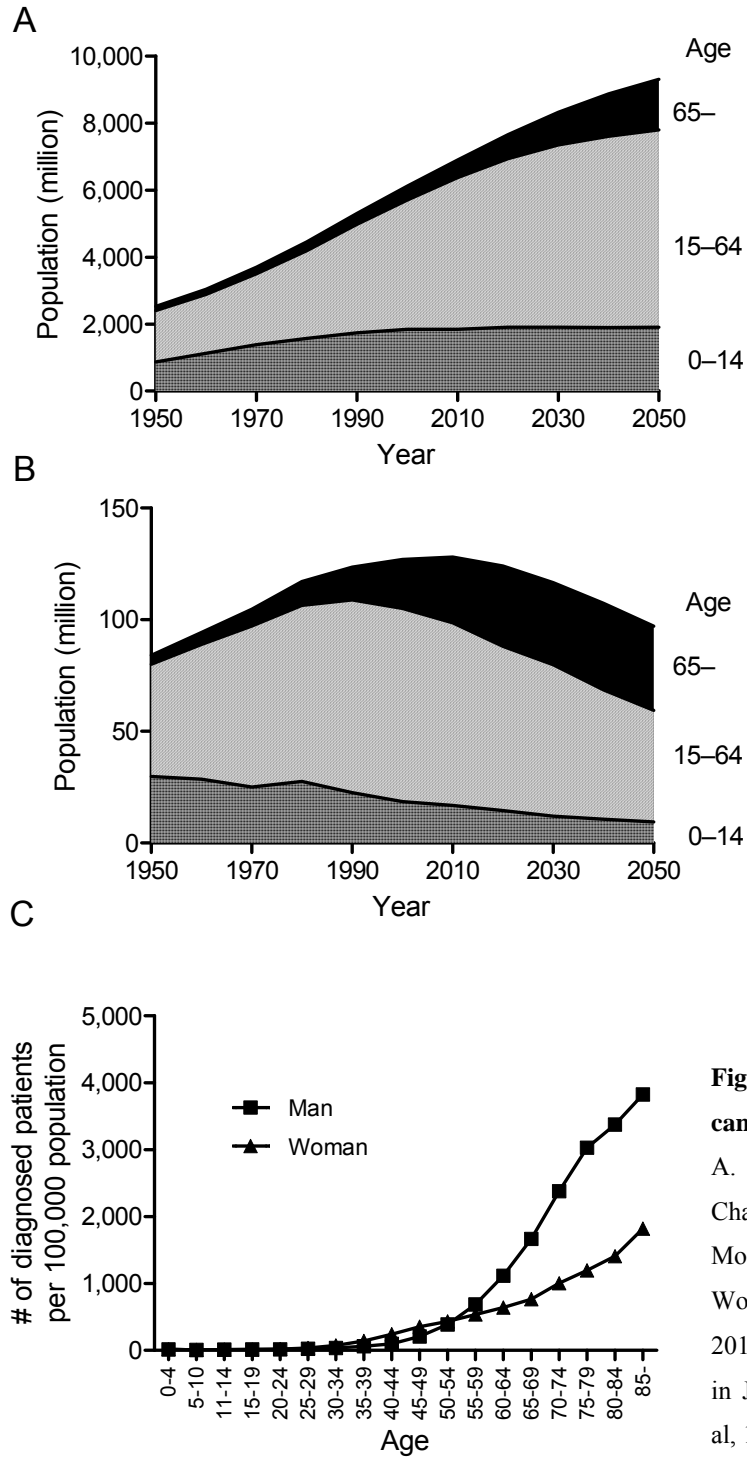 A
Age
10,000
8,000
6,000
4,000
2,000
0
Population (million)
65–
15–64
0–14
1950 1970 1990 2010 2030 2050
Year
B
150
100
50
0
Population (million)
Age
65–
15–64
0–14
1950 1970 1990 2010 2030 2050
Year
C
5,000
4,000
3,000
2,000
1,000
0
# of diagnosed patients
per 100,000 population
Man
Woman
0-4 5-10 11-14 15-19 20-24 25-29 30-34 35-39 40-44 45-49 50-54 55-59 60-64 65-69 70-74 75-79 80-84 85-
Age
Fig
can
A.
Cha
Mo
Wo
201
in J
al,